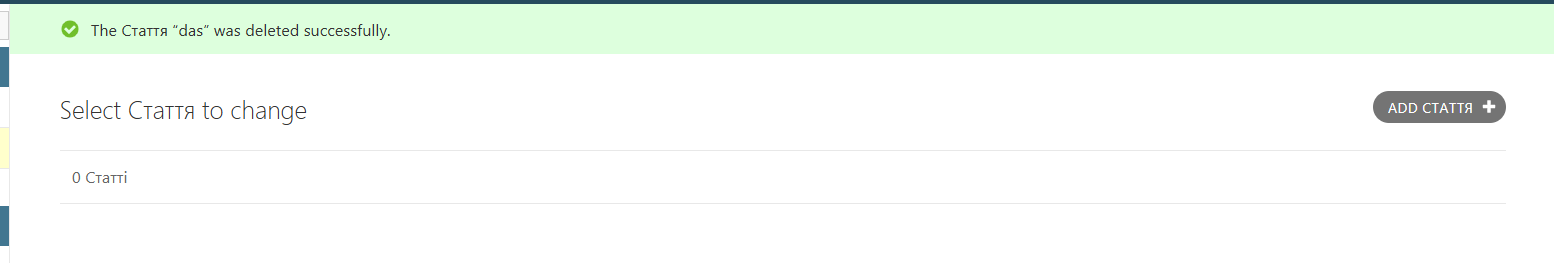 The Стаття “das” was deleted successfully.
Select Стаття to change
ADD СТАТТЯ
0 Статті